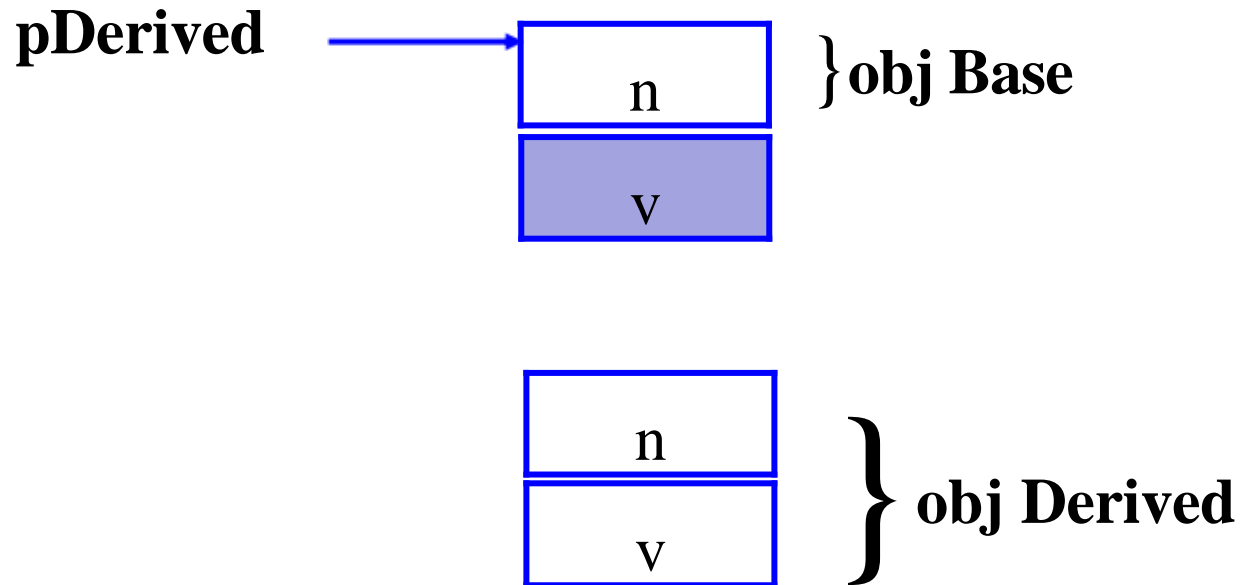 pDerived
n
} obj Base
v
n
v
} obj Derived